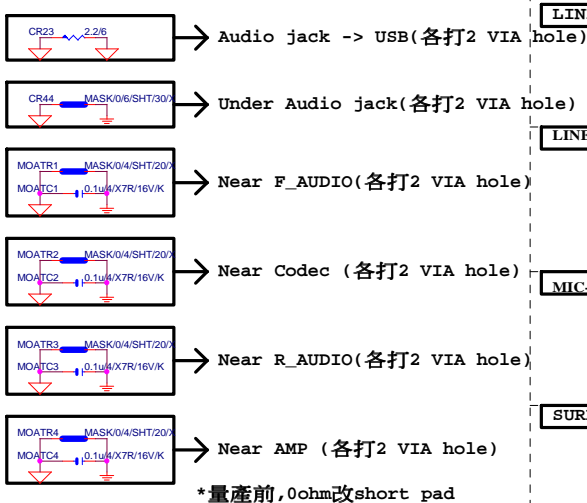 LIN
CR23 2.2/6
Audio jack -> USB(各打2 VIA hole)
CR44 MASK/0/6/SHT/30/X
Under Audio jack(各打2 VIA hole)
LINE
MOATR1 MASK/0/4/SHT/20/X
MOATC1 0.1u/4/X7R/16V/K
Near F_AUDIO(各打2 VIA hole)
MOATR2 MASK/0/4/SHT/20/X
MOATC2 0.1u/4/X7R/16V/K
Near Codec (各打2 VIA hole)
MIC-
MOATR3 MASK/0/4/SHT/20/X
MOATC3 0.1u/4/X7R/16V/K
Near R_AUDIO(各打2 VIA hole)
SUR
MOATR4 MASK/0/4/SHT/20/X
MOATC4 0.1u/4/X7R/16V/K
Near AMP (各打2 VIA hole)
*量產前,0ohm改short pad